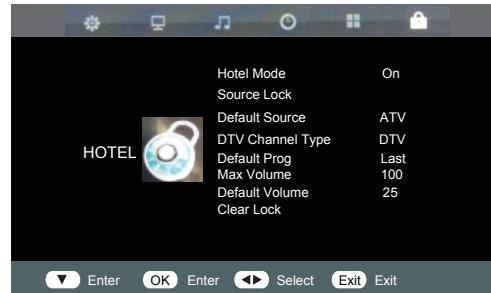 Hotel Mode On
Source Lock
Default Source ATV
DTV Channel Type DTV
HOTEL
Default Prog Last
Max Volume 100
Default Volume 25
Clear Lock
Enter OK Enter Select Exit Exit